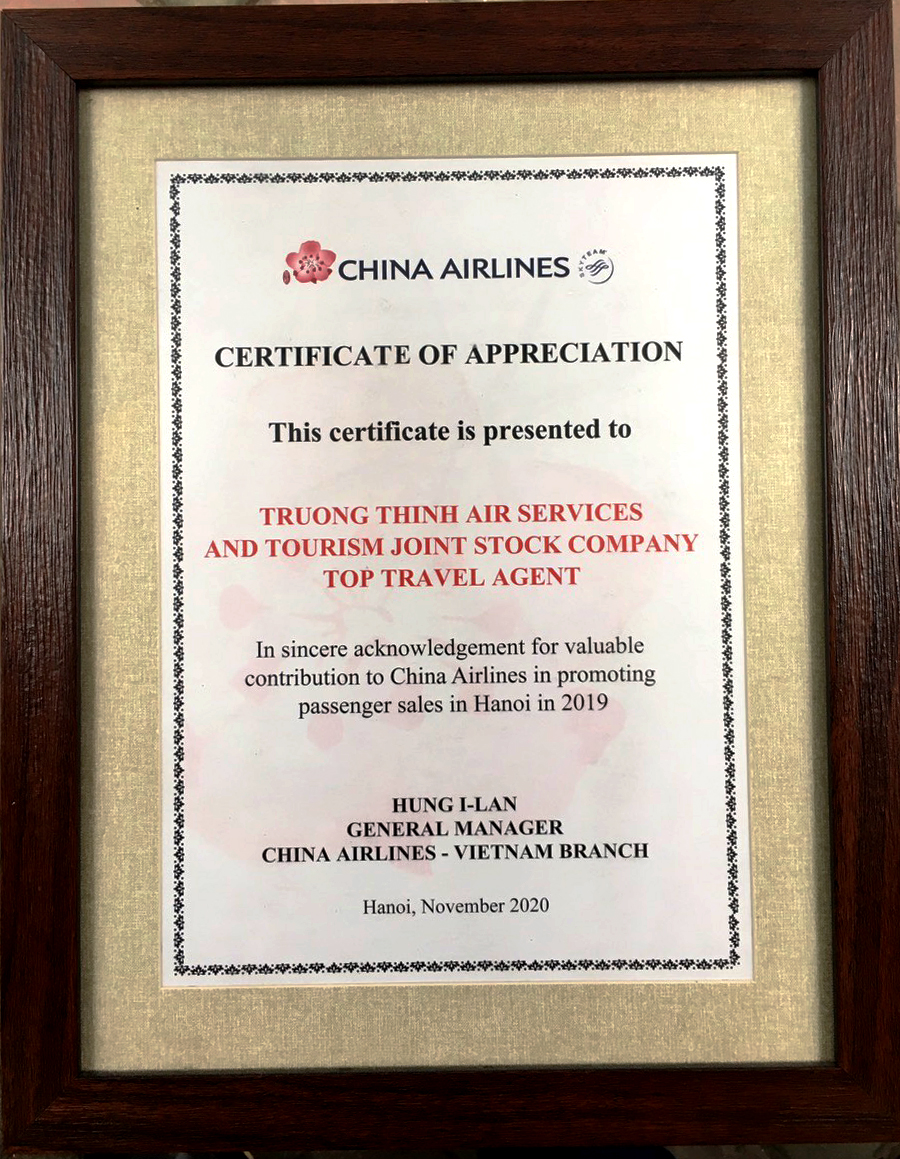 CHINA AIRLINES SKYTEAM
CERTIFICATE OF APPRECIATION
This certificate is presented to
TRUONG THINH AIR SERVICES
AND TOURISM JOINT STOCK COMPANY
TOP TRAVEL AGENT
In sincere acknowledgement for valuable
contribution to China Airlines in promoting
passenger sales in Hanoi in 2019
HUNG I-LAN
GENERAL MANAGER
CHINA AIRLINES - VIETNAM BRANCH
Hanoi, November 2020